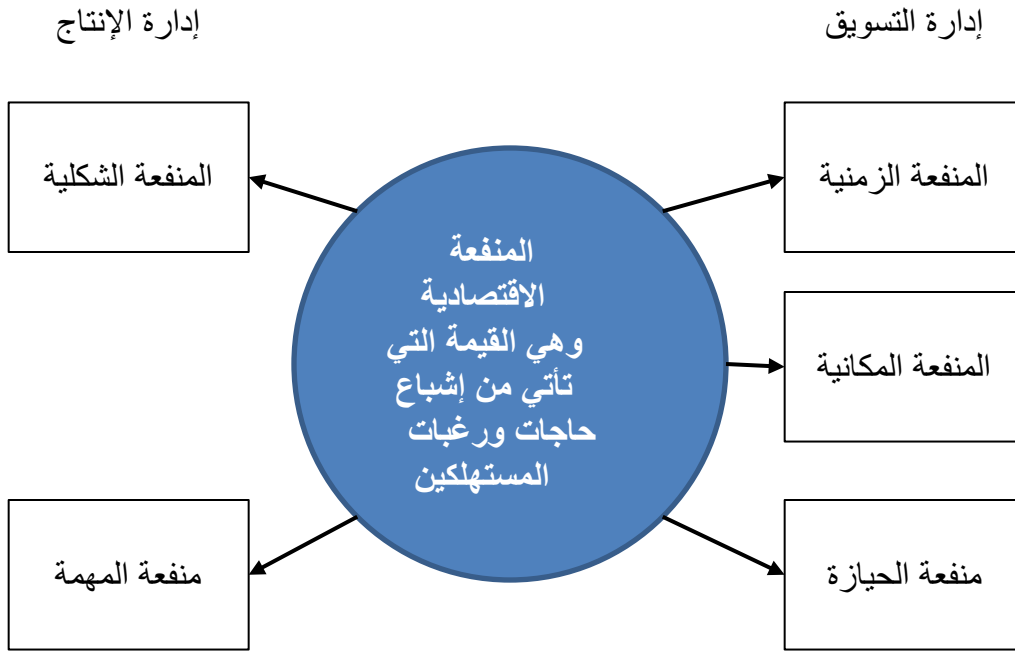 إدارة التسويق
إدارة الإنتاج
المنفعة الزمنية
المنفعة الشكلية
المنفعة
الاقتصادية
وهي القيمة التي
تأتي من إشباع
حاجات ورغبات
المستهلكين
المنفعة المكانية
منفعة الحيازة
منفعة المهمة